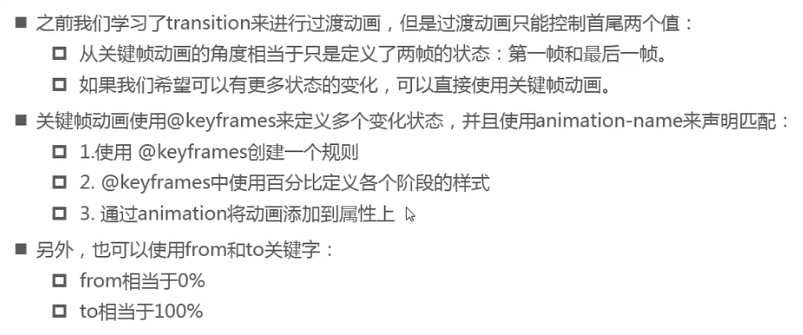 之前我们学习了transition来进行过渡动画，但是过渡动画只能控制首尾两个值：
从关键帧动画的角度相当于只是定义了两帧的状态：第一帧和最后一帧。
如果我们希望可以有更多状态的变化，可以直接使用关键帧动画。
关键帧动画使用@keyframes来定义多个变化状态，并且使用animation-name来声明匹配：
1.使用 @keyframes创建一个规则
2. @keyframes中使用百分比定义各个阶段的样式
3. 通过animation将动画添加到属性上
另外，也可以使用from和to关键字：
from相当于0%
to相当于100%